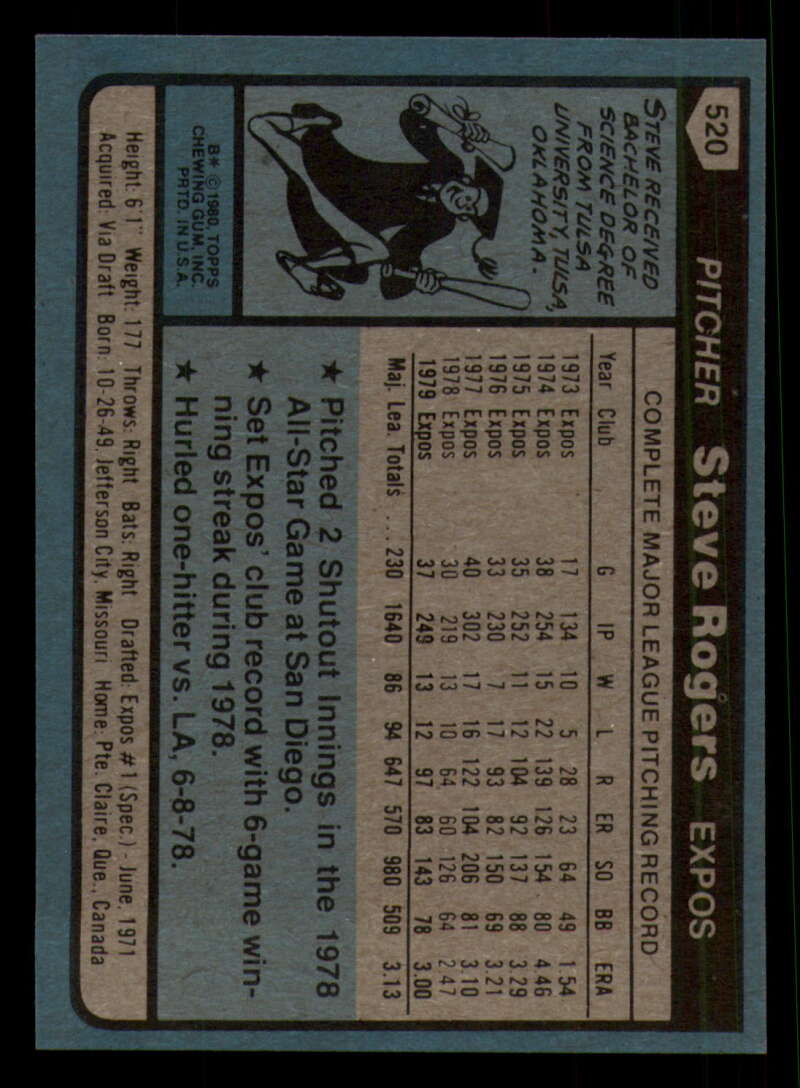 520
PITCHER Steve Rogers EXPOS
STEVE RECEIVED
BACHELOR OF
SCIENCE DEGREE
FROM TULSA
UNIVERSITY, TULSA,
OKLAHOMA.
B* © 1980 TOPPS
CHEWING GUM, INC.
PRTD. IN U.S.A.
COMPLETE MAJOR LEAGUE PITCHING RECORD
Year Club G IP W L R ER SO BB ERA
1973 Expos 17 134 10 5 28 23 64 49 1.54
1974 Expos 38 254 15 22 139 126 154 80 4.46
1975 Expos 35 252 11 12 104 92 137 88 3.29
1976 Expos 33 230 7 17 93 82 150 69 3.21
1977 Expos 40 302 17 16 122 104 206 81 3.10
1978 Expos 30 219 13 10 64 60 126 64 2.47
1979 Expos 37 249 13 12 97 83 143 78 3.00
Maj. Lea. Totals ... 230 1640 86 94 647 570 980 509 3.13
★ Pitched 2 Shutout Innings in the 1978
All-Star Game at San Diego.
★ Set Expos' club record with 6-game win-
ning streak during 1978.
★ Hurled one-hitter vs. LA, 6-8-78.
Height: 6'1" Weight: 177 Throws: Right Bats: Right Drafted: Expos #1 (Spec.) - June, 1971
Acquired: Via Draft Born: 10-26-49, Jefferson City, Missouri Home: Pte. Claire, Que., Canada